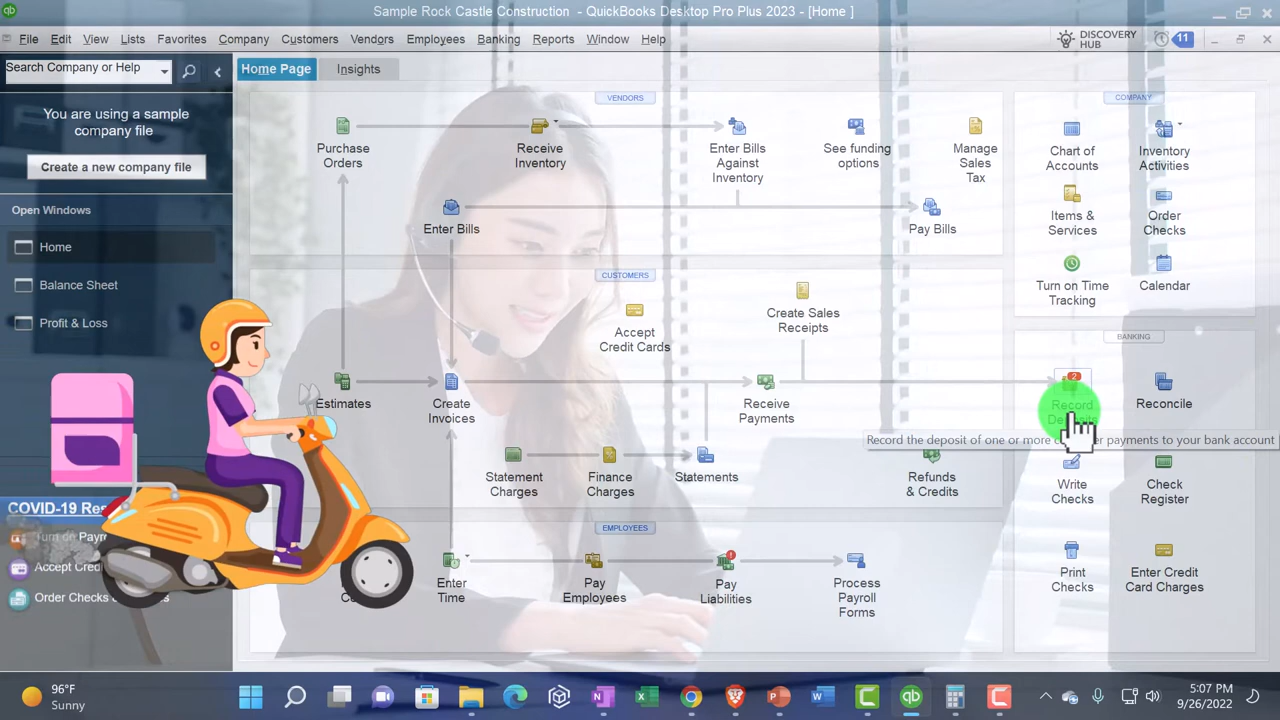 Sample Rock Castle Construction - QuickBooks Desktop Pro Plus 2023 - [Home ]
File Edit View Lists Favorites Company Customers Vendors Employees Banking Reports Window Help
DISCOVERY
HUB
11
Search Company or Help
Home Page Insights
You are using a
sample
company file
Create a new company file
Open Windows
Home
Balance Sheet
Profit & Loss
COVID-19
Accept
Order Checks
VENDORS
Purchase
Orders
Receive
Inventory
Enter Bills
Against
Inventory
See funding
options
Manage
Sales
Tax
Enter Bills
Pay Bills
CUSTOMERS
Accept
Credit Cards
Create Sales
Receipts
Estimates
Create
Invoices
Receive
Payments
Statement
Charges
Finance
Charges
Statements
Refunds
& Credits
EMPLOYEES
Enter
Time
Pay
Employees
Pay
Liabilities
Process
Payroll
Forms
COMPANY
Chart of
Accounts
Inventory
Activities
Items &
Services
Order
Checks
Turn on Time
Tracking
Calendar
BANKING
2
Record
Deposits
Reconcile
Record the deposit of one or more payments to your bank account
Write
Checks
Check
Register
Print
Checks
Enter Credit
Card Charges
96°F
Sunny
5:07 PM
9/26/2022